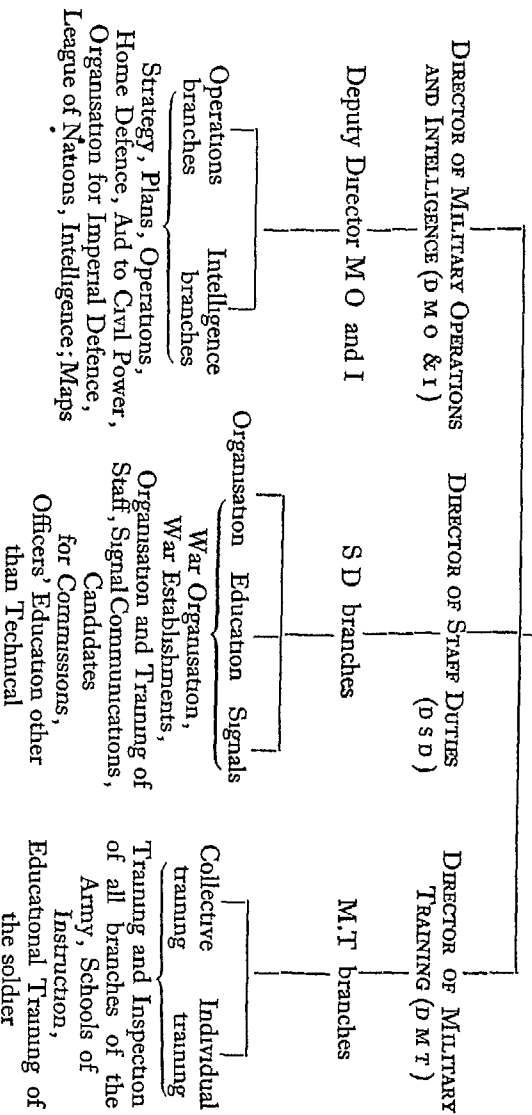 DIRECTOR OF MILITARY OPERATIONS
AND INTELLIGENCE (D M O & I)
Deputy Director M O and I
Operations Intelligence
branches branches
Strategy, Plans, Operations,
Home Defence, Aid to Civil Power,
Organisation for Imperial Defence,
League of Nations, Intelligence; Maps
DIRECTOR OF STAFF DUTIES
(D S D)
S D branches
Organisation Education Signals
War Organisation,
War Establishments,
Organisation and Training of
Staff, Signal Communications,
Candidates
for Commissions,
Officers' Education other
than Technical
DIRECTOR OF MILITARY
TRAINING (D M T)
M.T branches
Collective Individual
training training
Training and Inspection
of all branches of the
Army, Schools of
Instruction,
Educational Training of
the soldier